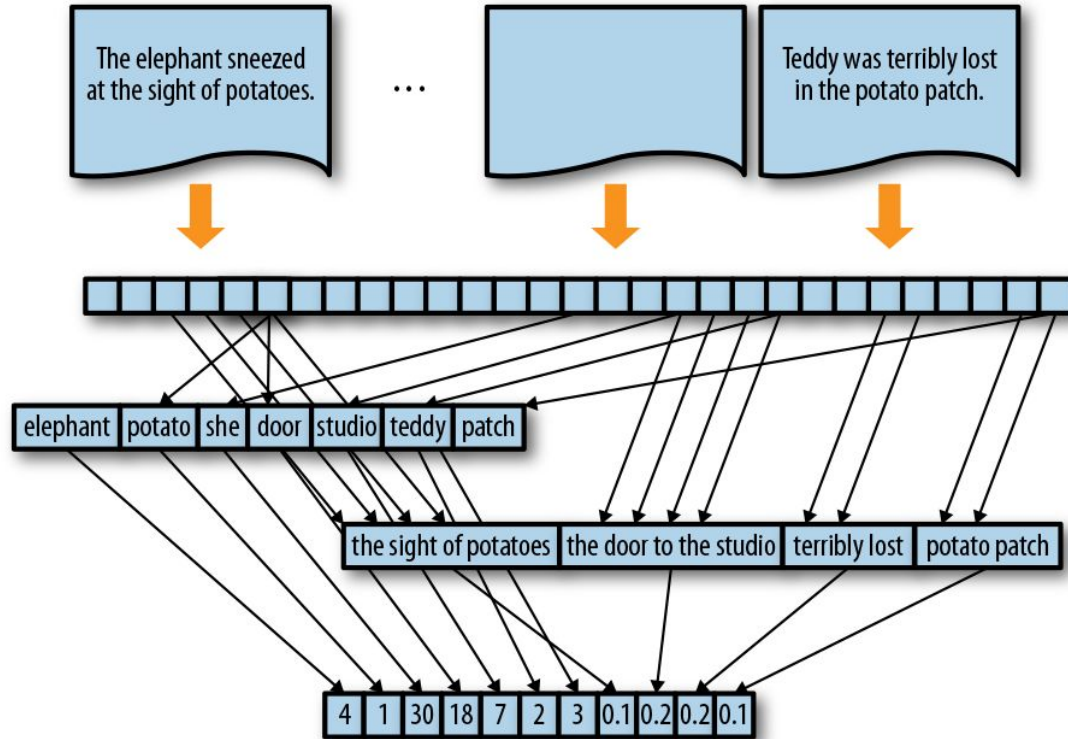 The elephant sneezed
at the sight of potatoes.
...
Teddy was terribly lost
in the potato patch.
elephant potato she door studio teddy patch
the sight of potatoes the door to the studio terribly lost potato patch
4 1 30 18 7 2 3 0.1 0.2 0.2 0.1